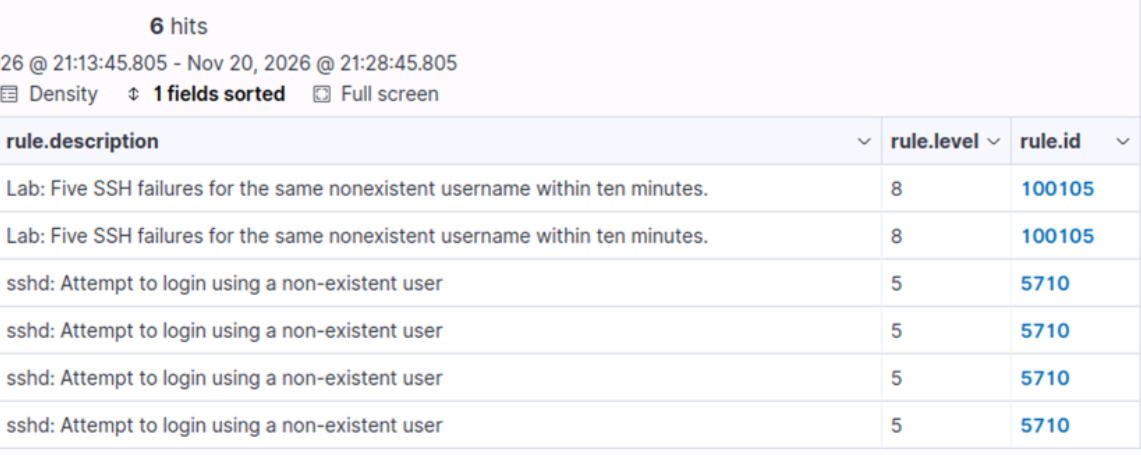 6 hits
26 @ 21:13:45.805 - Nov 20, 2026 @ 21:28:45.805
Density 1 fields sorted Full screen
rule.description rule.level rule.id
Lab: Five SSH failures for the same nonexistent username within ten minutes. 8 100105
Lab: Five SSH failures for the same nonexistent username within ten minutes. 8 100105
sshd: Attempt to login using a non-existent user 5 5710
sshd: Attempt to login using a non-existent user 5 5710
sshd: Attempt to login using a non-existent user 5 5710
sshd: Attempt to login using a non-existent user 5 5710